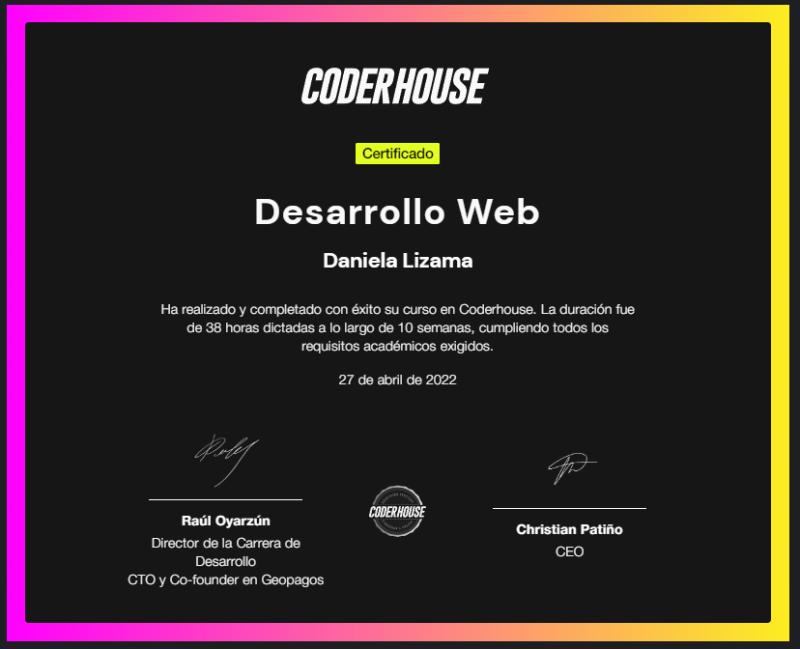 CODERHOUSE
Certificado
Desarrollo Web
Daniela Lizama
Ha realizado y completado con éxito su curso en Coderhouse. La duración fue
de 38 horas dictadas a lo largo de 10 semanas, cumpliendo todos los
requisitos académicos exigidos.
27 de abril de 2022
Raúl Oyarzún
Director de la Carrera de
Desarrollo
CTO y Co-founder en Geopagos
CODERHOUSE
Christian Patiño
CEO